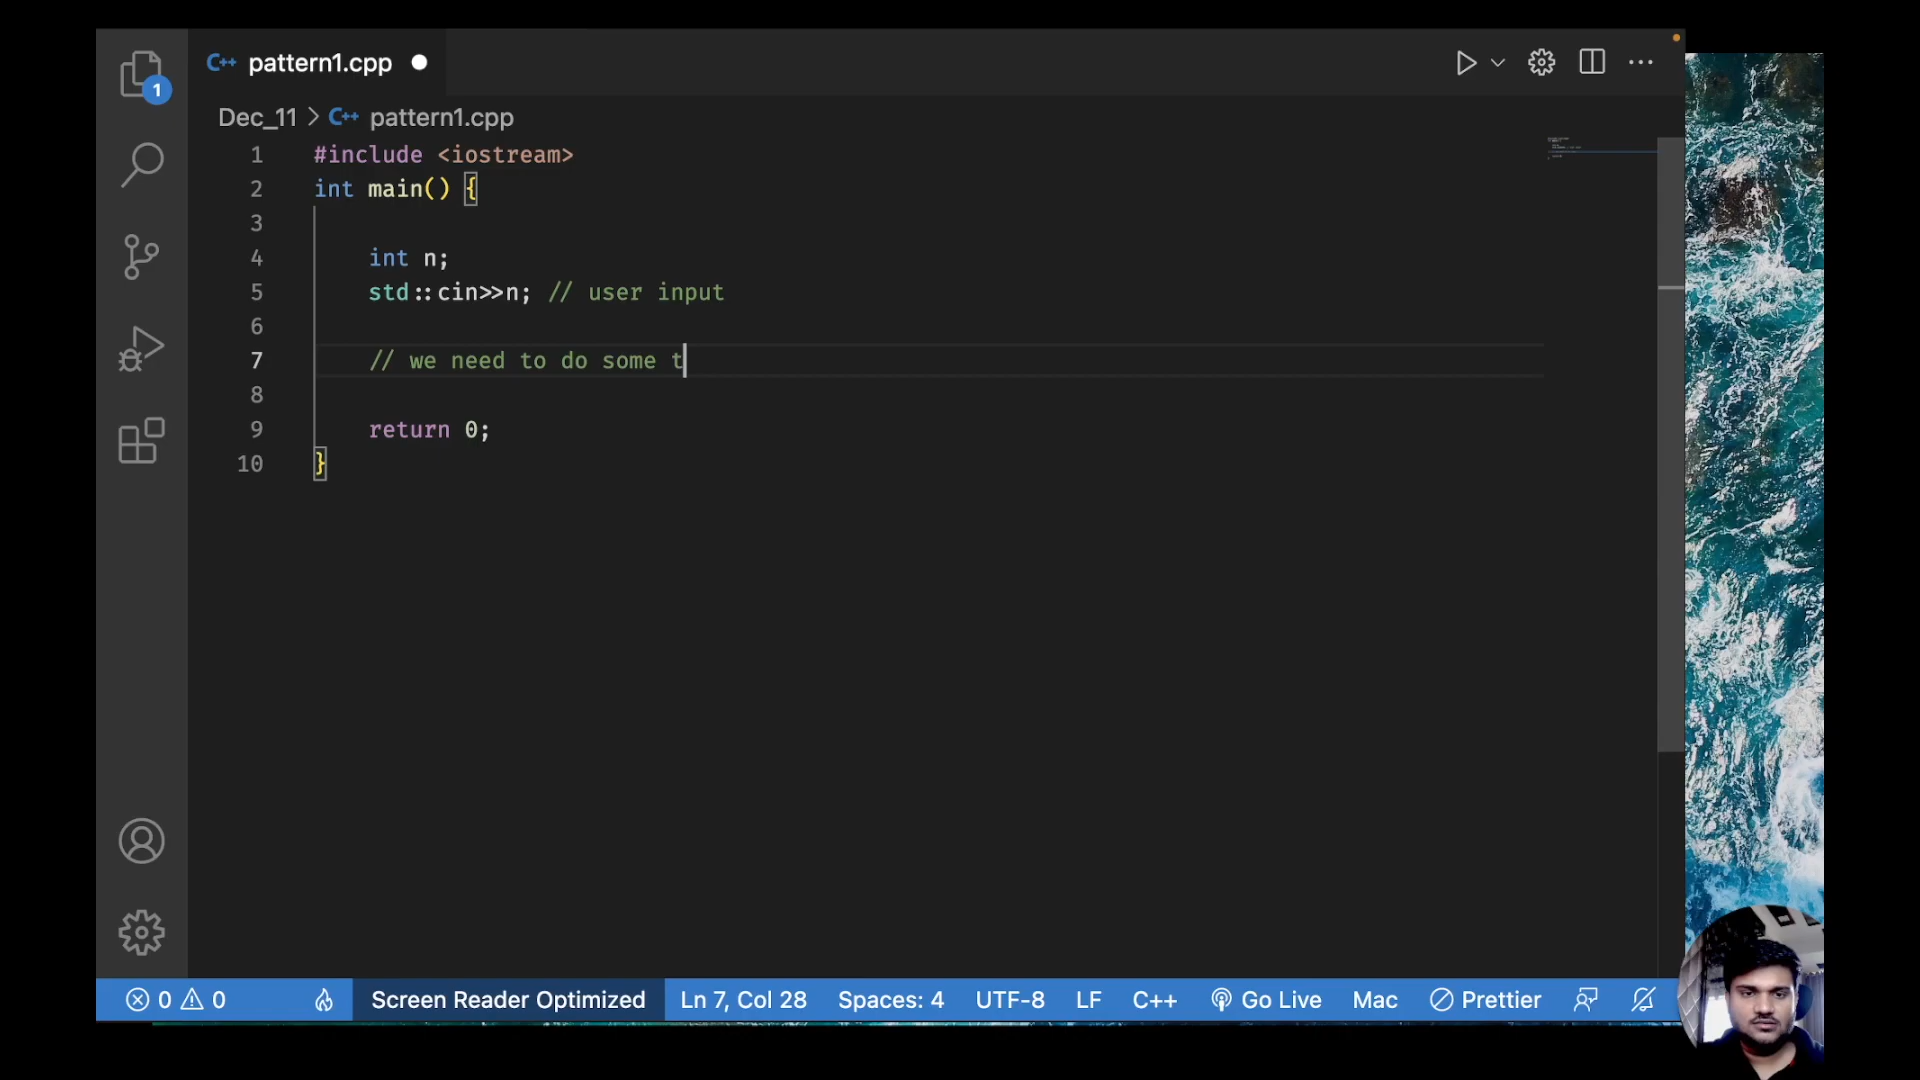 C++ pattern1.cpp
1
Dec_11 > C++ pattern1.cpp
1 #include <iostream>
2 int main() {
3
4 int n;
5 std::cin>>n; // user input
6
7 // we need to do some t
8
9 return 0;
10 }
0 0 Screen Reader Optimized Ln 7, Col 28 Spaces: 4 UTF-8 LF C++ Go Live Mac Prettier